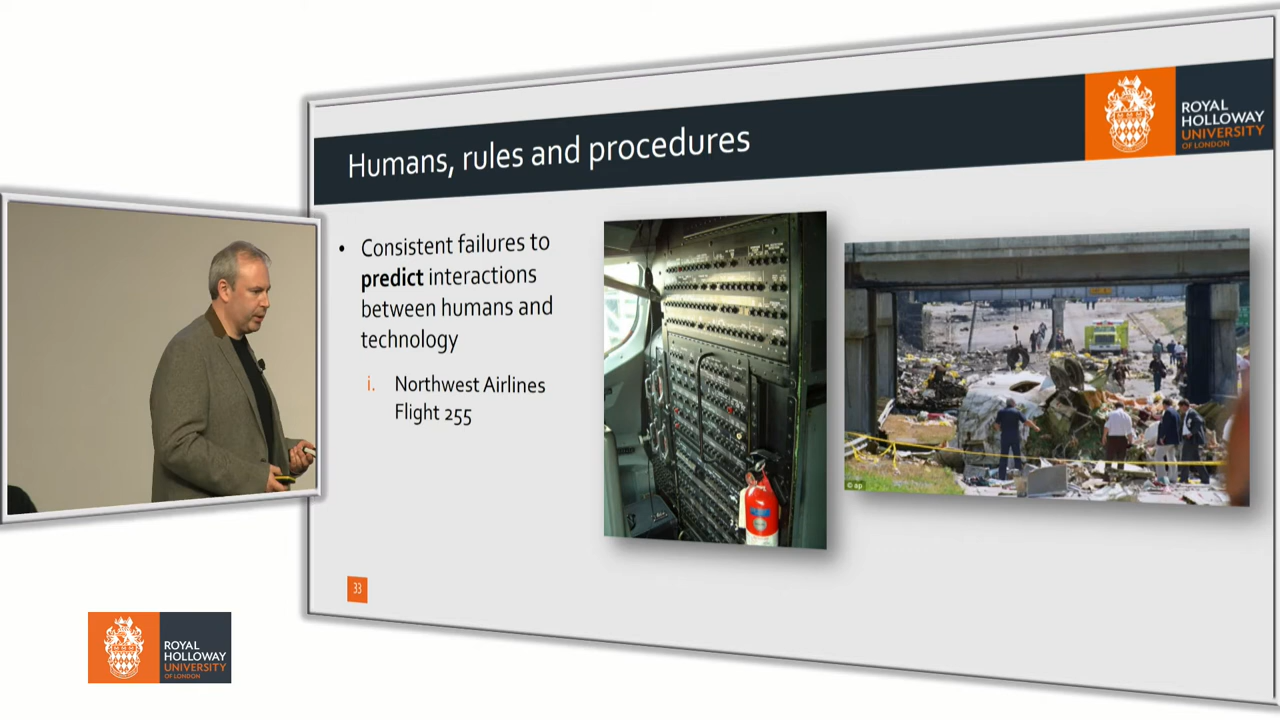 Humans, rules and procedures
ROYAL
HOLLOWAY
UNIVERSITY
OF LONDON
• Consistent failures to
predict interactions
between humans and
technology
i. Northwest Airlines
Flight 255
© ap
33
ROYAL
HOLLOWAY
UNIVERSITY
OF LONDON